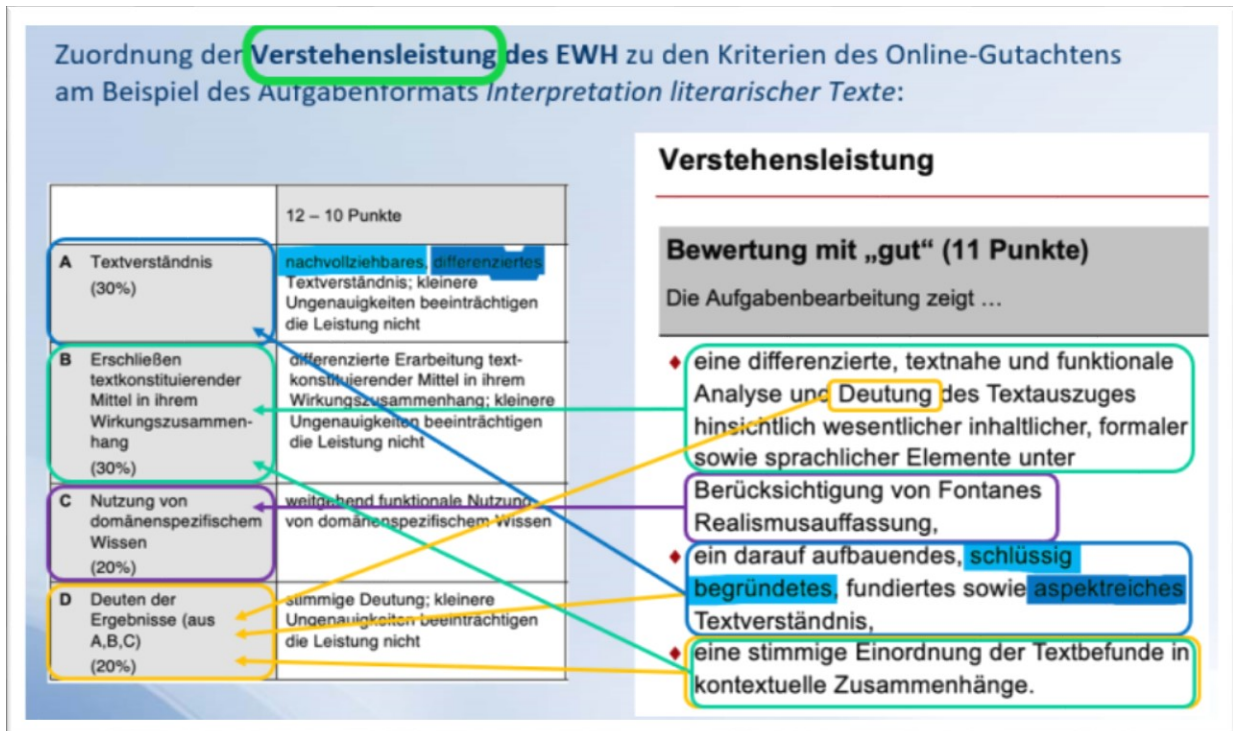 Zuordnung der Verstehensleistung des EWH zu den Kriterien des Online-Gutachtens
am Beispiel des Aufgabenformats Interpretation literarischer Texte:
12 – 10 Punkte
A Textverständnis
(30%)
nachvollziehbares, differenziertes
Textverständnis; kleinere
Ungenauigkeiten beeinträchtigen
die Leistung nicht
B Erschließen
textkonstituierender
Mittel in ihrem
Wirkungszusammen-
hang
(30%)
differenzierte Erarbeitung text-
konstituierender Mittel in ihrem
Wirkungszusammenhang; kleinere
Ungenauigkeiten beeinträchtigen
die Leistung nicht
C Nutzung von
domänenspezifischem
Wissen
(20%)
weitgehend funktionale Nutzung
von domänenspezifischem Wissen
D Deuten der
Ergebnisse (aus
A,B,C)
(20%)
stimmige Deutung; kleinere
Ungenauigkeiten beeinträchtigen
die Leistung nicht
Verstehensleistung
Bewertung mit „gut“ (11 Punkte)
Die Aufgabenbearbeitung zeigt …
♦ eine differenzierte, textnahe und funktionale
Analyse und Deutung des Textauszuges
hinsichtlich wesentlicher inhaltlicher, formaler
sowie sprachlicher Elemente unter
Berücksichtigung von Fontanes
Realismusauffassung,
♦ ein darauf aufbauendes, schlüssig
begründetes, fundiertes sowie aspektreiches
Textverständnis,
♦ eine stimmige Einordnung der Textbefunde in
kontextuelle Zusammenhänge.